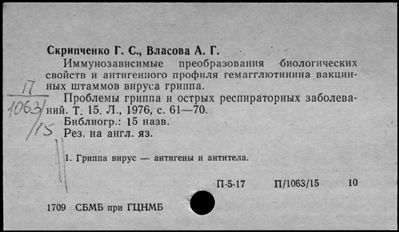 Скрипченко Г. С., Власова А. Г.
Иммунозависимые преобразования биологических
свойств и антигенного профиля гемагглютинина вакцин-
ных штаммов вируса гриппа.
П
1063
/15
Проблемы гриппа и острых респираторных заболева-
ний. Т. 15. Л., 1976, с. 61—70.
Библиогр.: 15 назв.
Рез. на англ. яз.
1. Гриппа вирус — антигены и антитела.
П-5-17 П/1063/15 10
1709 СБМБ при ГЦНМБ